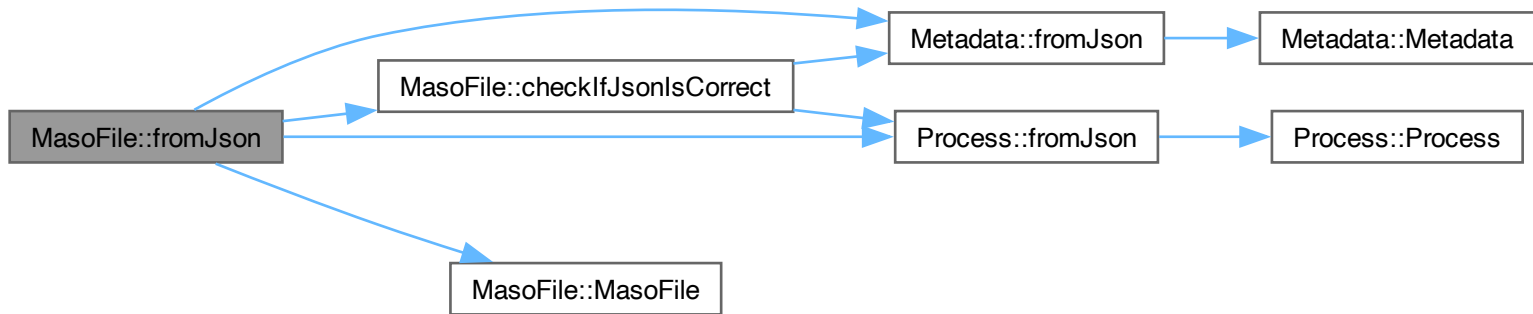 Metadata::fromJson
Metadata::Metadata
MasoFile::checkIfJsonIsCorrect
MasoFile::fromJson
Process::fromJson
Process::Process
MasoFile::MasoFile